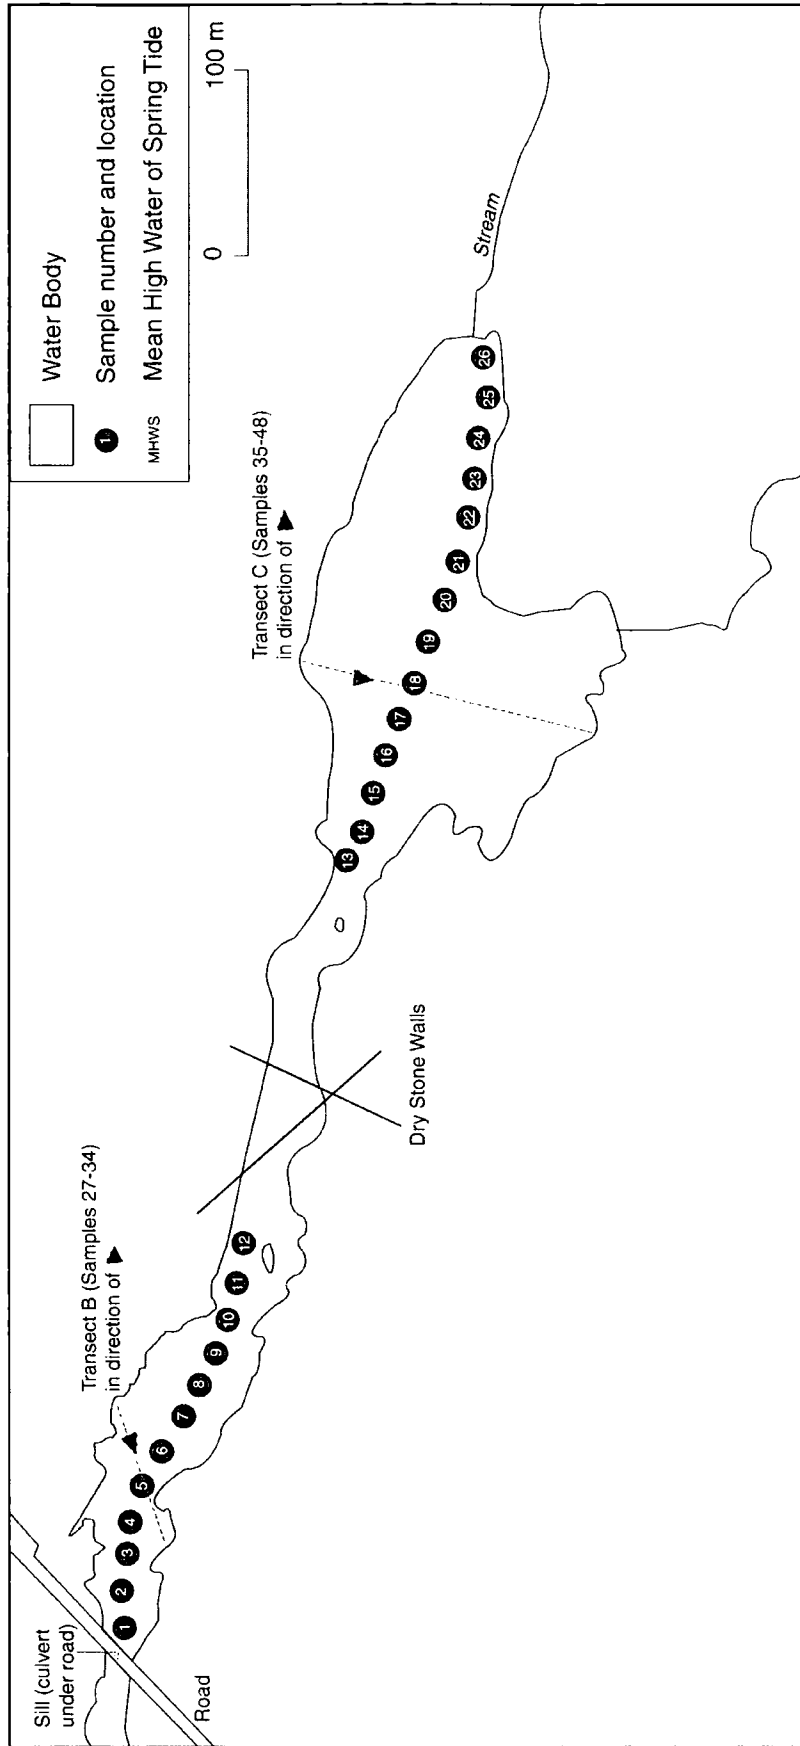 Water Body
1 Sample number and location
MHWS Mean High Water of Spring Tide
0 100 m
Sill (culvert
under road)
Road
Transect B (Samples 27-34)
in direction of
1
2
3
4
5
6
7
8
9
10
11
12
Dry Stone Walls
Transect C (Samples 35-48)
in direction of
13
14
15
16
17
18
19
20
21
22
23
24
25
26
Stream